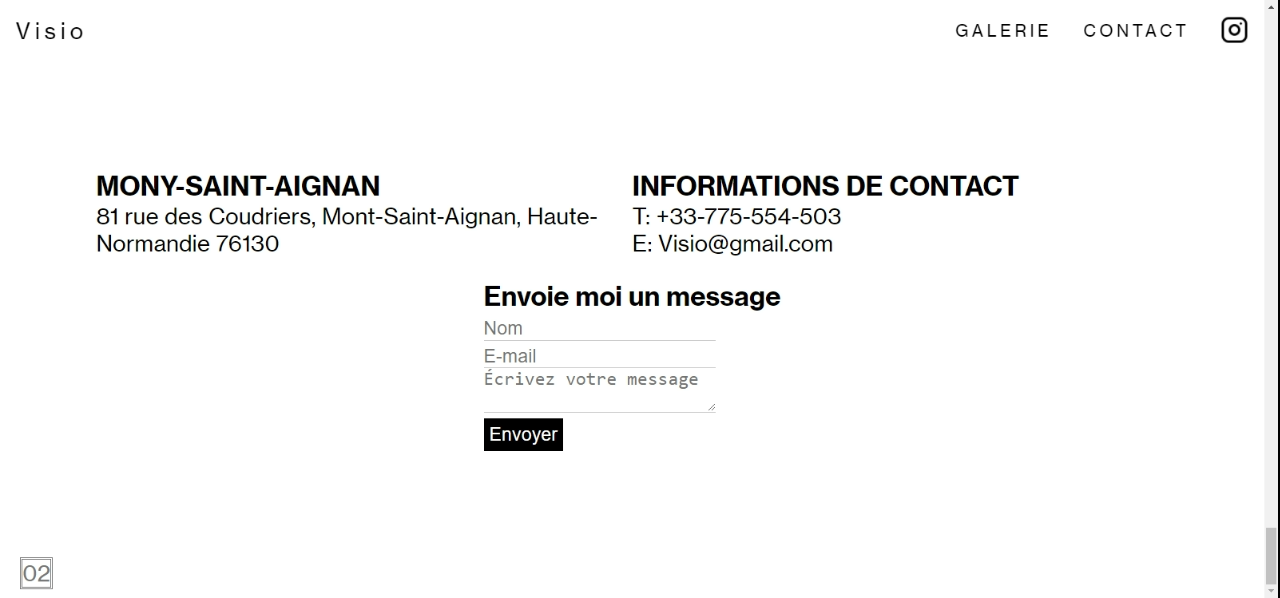 Visio
GALERIE
CONTACT
MONY-SAINT-AIGNAN
81 rue des Coudriers, Mont-Saint-Aignan, Haute-
Normandie 76130
INFORMATIONS DE CONTACT
T: +33-775-554-503
E: Visio@gmail.com
Envoie moi un message
Nom
E-mail
Écrivez votre message
Envoyer
02